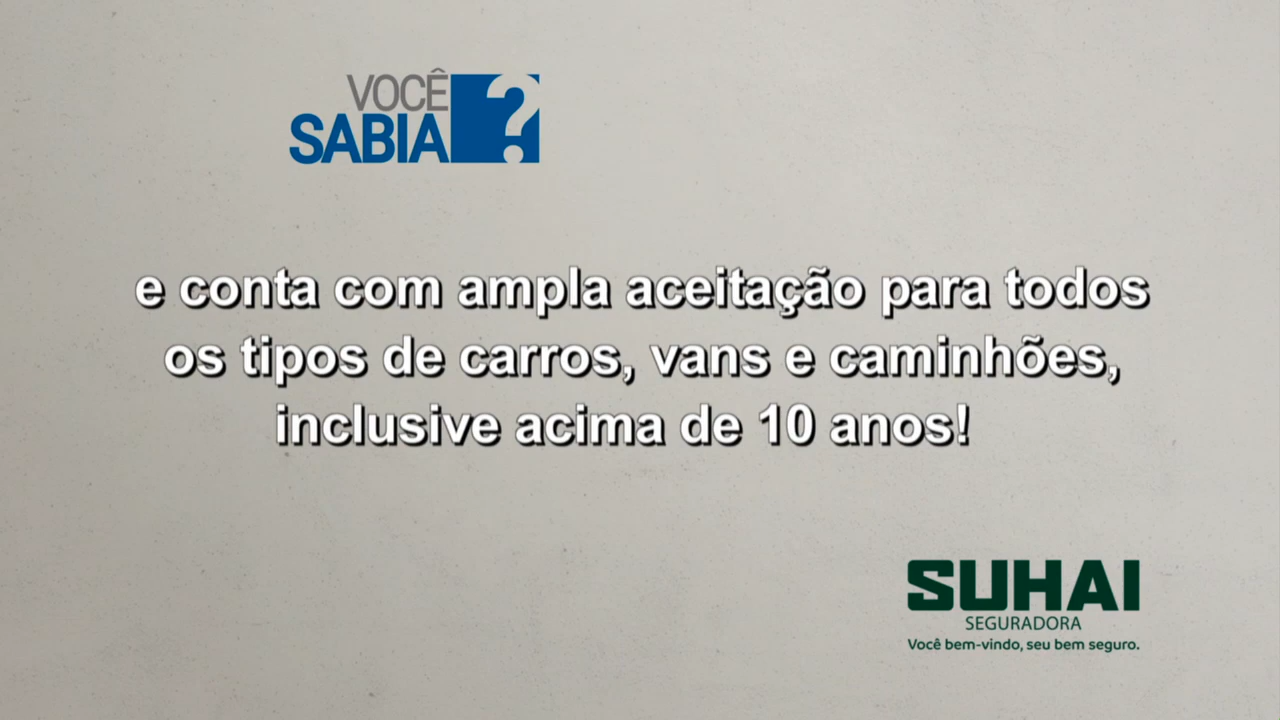 VOCÊ
SABIA?
e conta com ampla aceitação para todos
os tipos de carros, vans e caminhões,
inclusive acima de 10 anos!
SUHAI
SEGURADORA
Você bem-vindo, seu bem seguro.